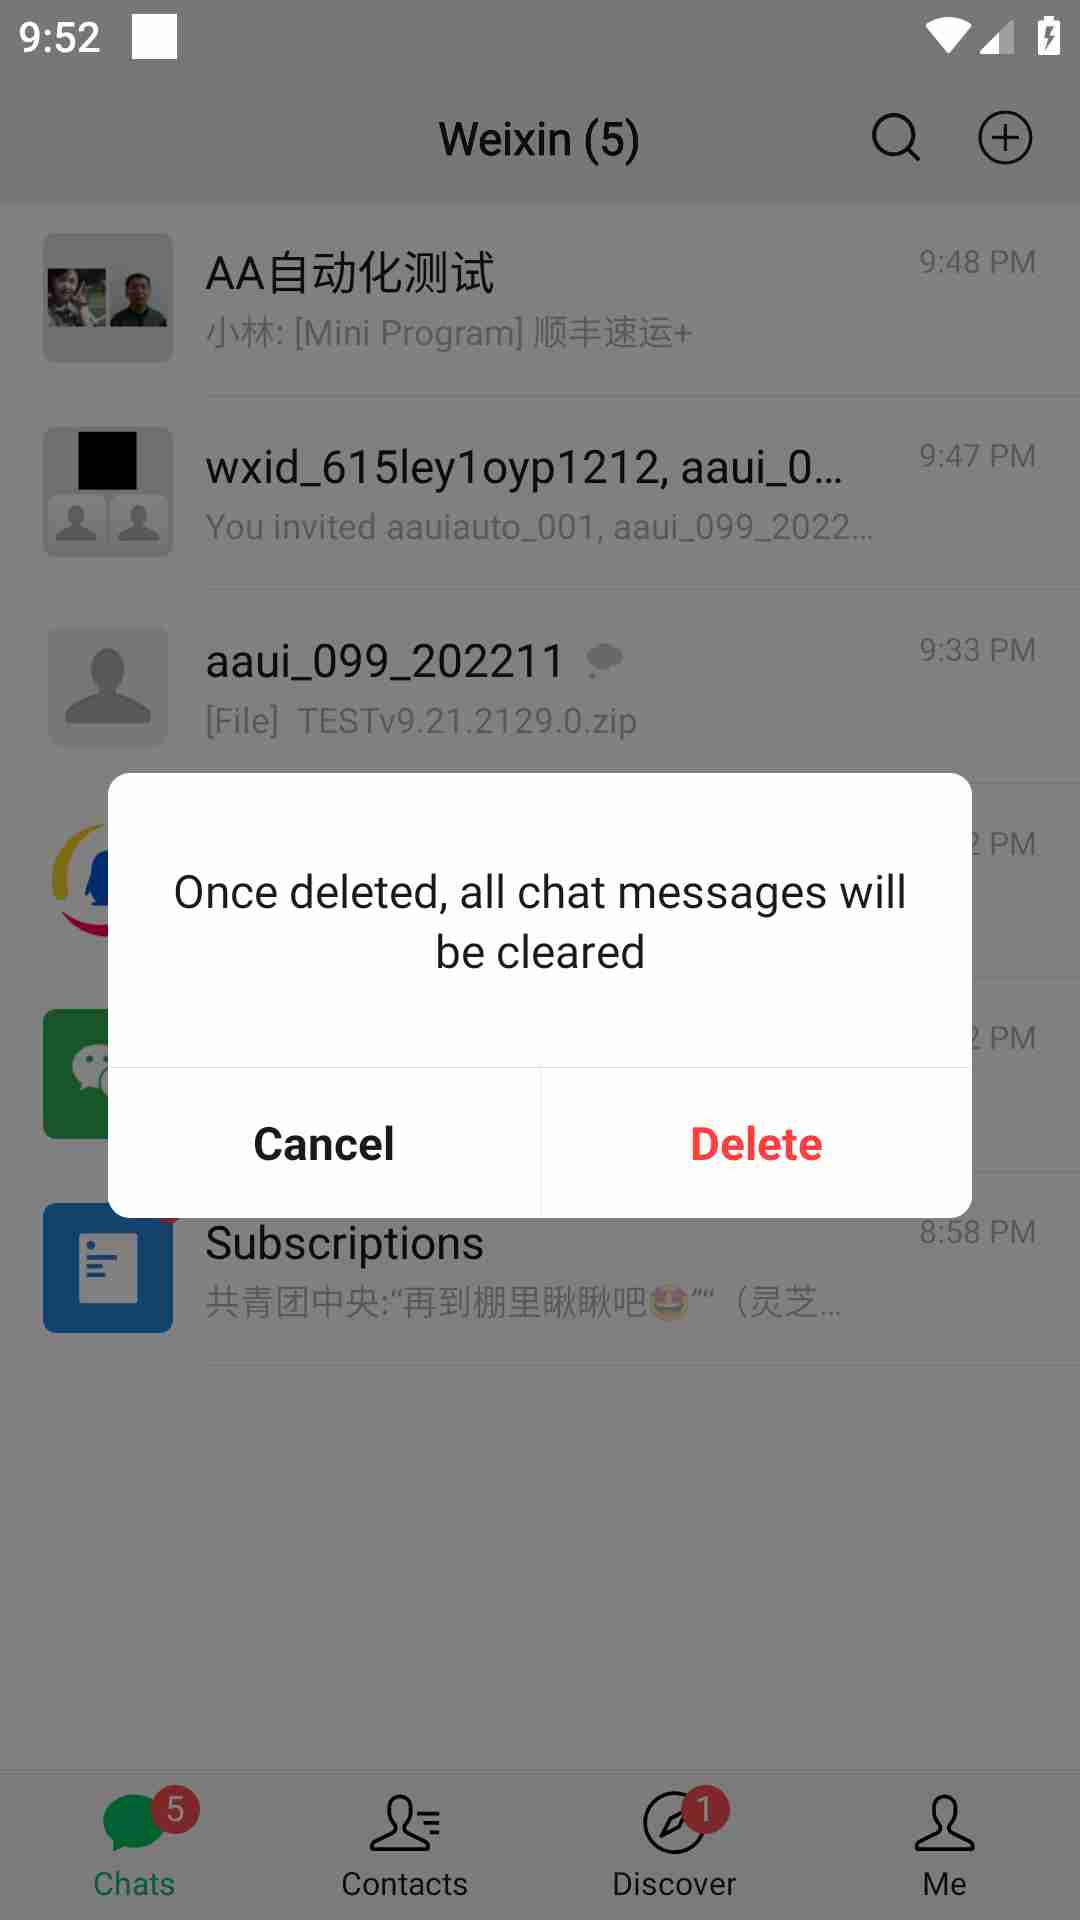 9:52
Weixin (5)
AA自动化测试
9:48 PM
小林: [Mini Program] 顺丰速运+
wxid_615ley1oyp1212, aaui_0...
9:47 PM
You invited aauiauto_001, aaui_099_2022...
aaui_099_202211
9:33 PM
[File] TESTv9.21.2129.0.zip
2 PM
Once deleted, all chat messages will
be cleared
2 PM
Cancel
Delete
Subscriptions
8:58 PM
共青团中央:“再到棚里瞅瞅吧🤩”“（灵芝...
5
1
Chats
Contacts
Discover
Me